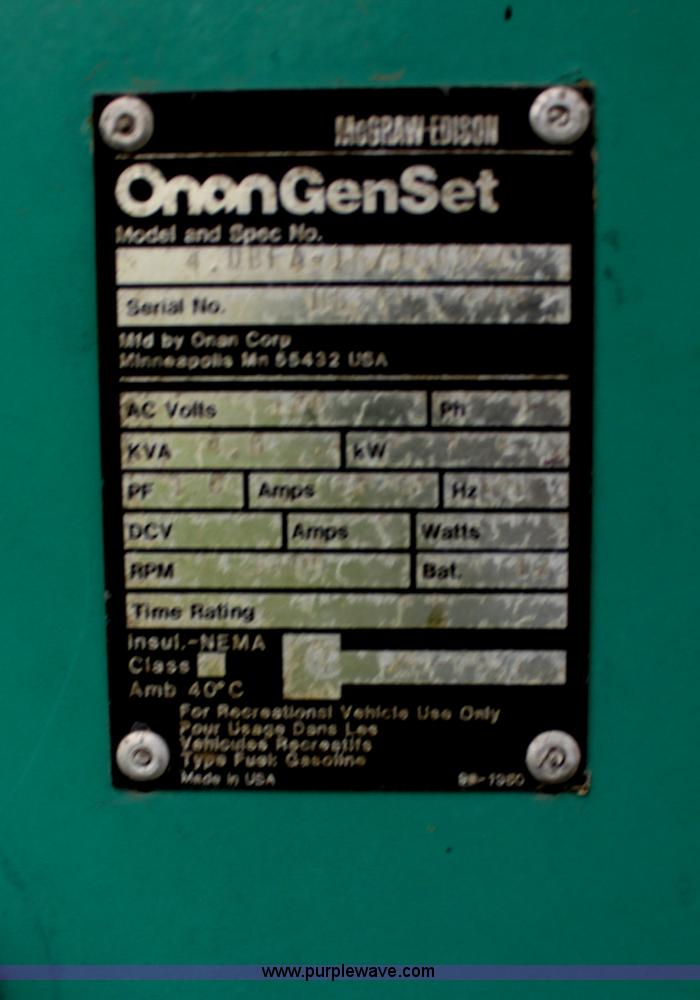 McGRAW-EDISON
OnanGenSet
Model and Spec No.
Serial No.
Mfd by Onan Corp
Minneapolis Mn 55432 USA
AC Volts Ph
KVA kW
PF Amps Hz
DCV Amps Watts
RPM Bat.
Time Rating
Insul.-NEMA
Class
Amb 40°C
For Recreational Vehicle Use Only
Pour Usage Dans Les
Vehicules Recreatifs
Type Fuel: Gasoline
Made in USA
www.purplewave.com